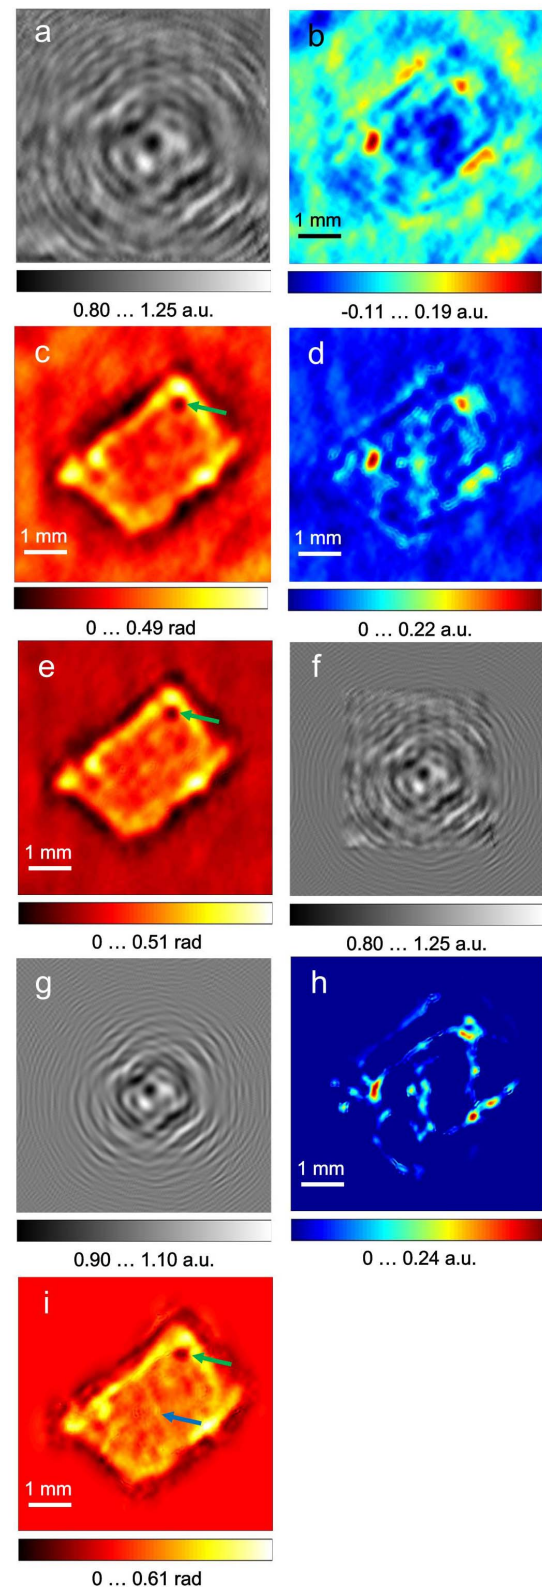 a
b
1 mm
0.80 … 1.25 a.u.
-0.11 … 0.19 a.u.
c
d
1 mm
1 mm
0 … 0.49 rad
0 … 0.22 a.u.
e
f
1 mm
0 … 0.51 rad
0.80 … 1.25 a.u.
g
h
1 mm
0.90 … 1.10 a.u.
0 … 0.24 a.u.
i
1 mm
0 … 0.61 rad